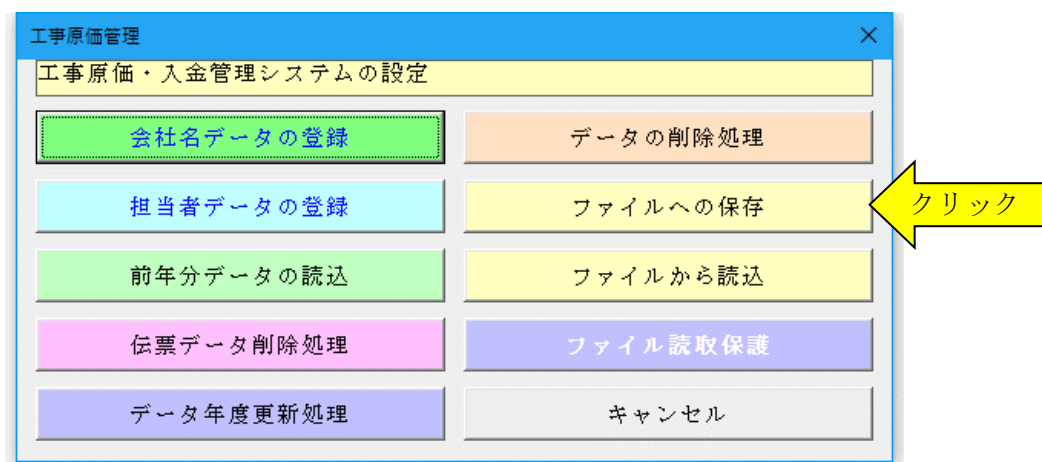 工事原価管理
工事原価・入金管理システムの設定
会社名データの登録
データの削除処理
担当者データの登録
ファイルへの保存
クリック
前年分データの読込
ファイルから読込
伝票データ削除処理
ファイル読取保護
データ年度更新処理
キャンセル